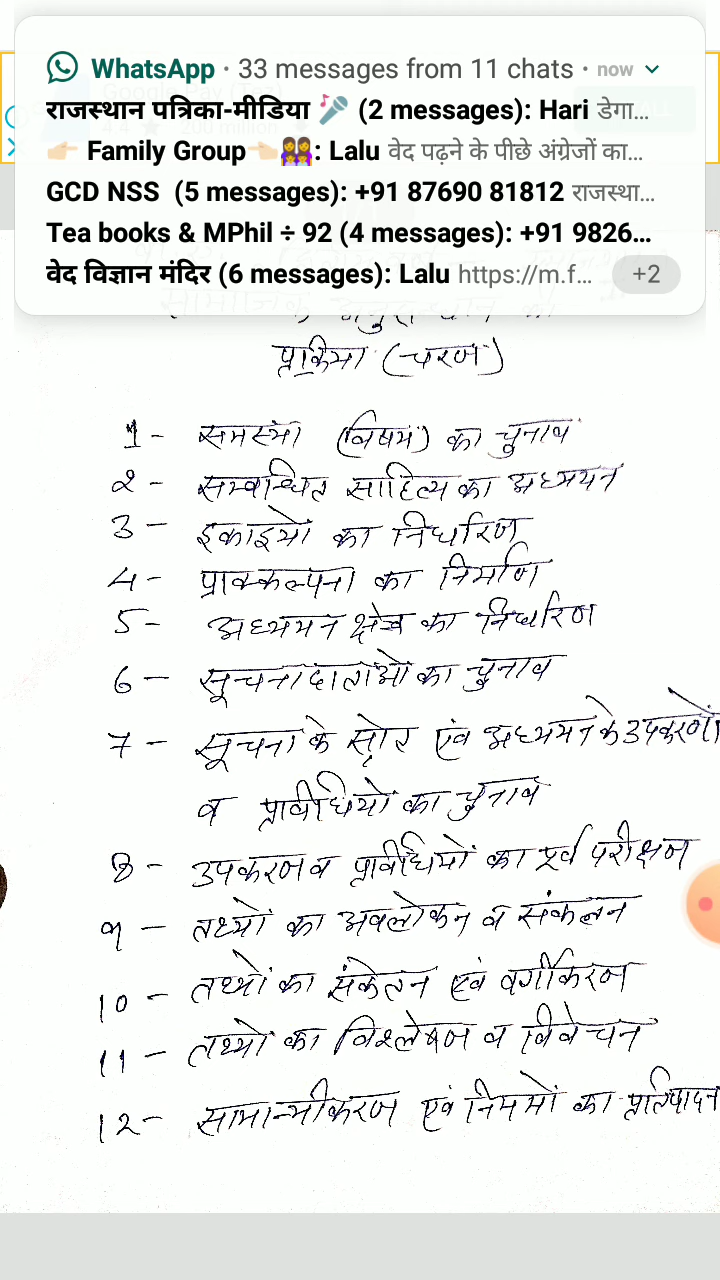 WhatsApp · 33 messages from 11 chats · now
राजस्थान पत्रिका-मीडिया 🎤 (2 messages): Hari डेगा...
👉 Family Group 👈 👭: Lalu वेद पढ़ने के पीछे अंग्रेजों का...
GCD NSS (5 messages): +91 87690 81812 राजस्था...
Tea books & MPhil ÷ 92 (4 messages): +91 9826...
वेद विज्ञान मंदिर (6 messages): Lalu https://m.f... +2
प्रक्रिया (चरण)
1- समस्या (विषय) का चुनाव
2 - सम्बन्धित साहित्य का अध्ययन
3 - इकाइयों का निर्धारण
4- प्राक्कल्पना का निर्माण
5- अध्ययन क्षेत्र का निर्धारण
6- सूचनादाताओं का चुनाव
7 - सूचना के स्रोत एवं अध्ययन के उपकरणों
व प्रविधियों का चुनाव
8 - उपकरण व प्रविधियों का पूर्व परीक्षण
9 - तथ्यों का अवलोकन व संकलन
10 - तथ्यों का संकेतन एवं वर्गीकरण
11 - तथ्यों का विश्लेषण व विवेचन
12- सामान्यीकरण एवं नियमों का प्रतिपादन